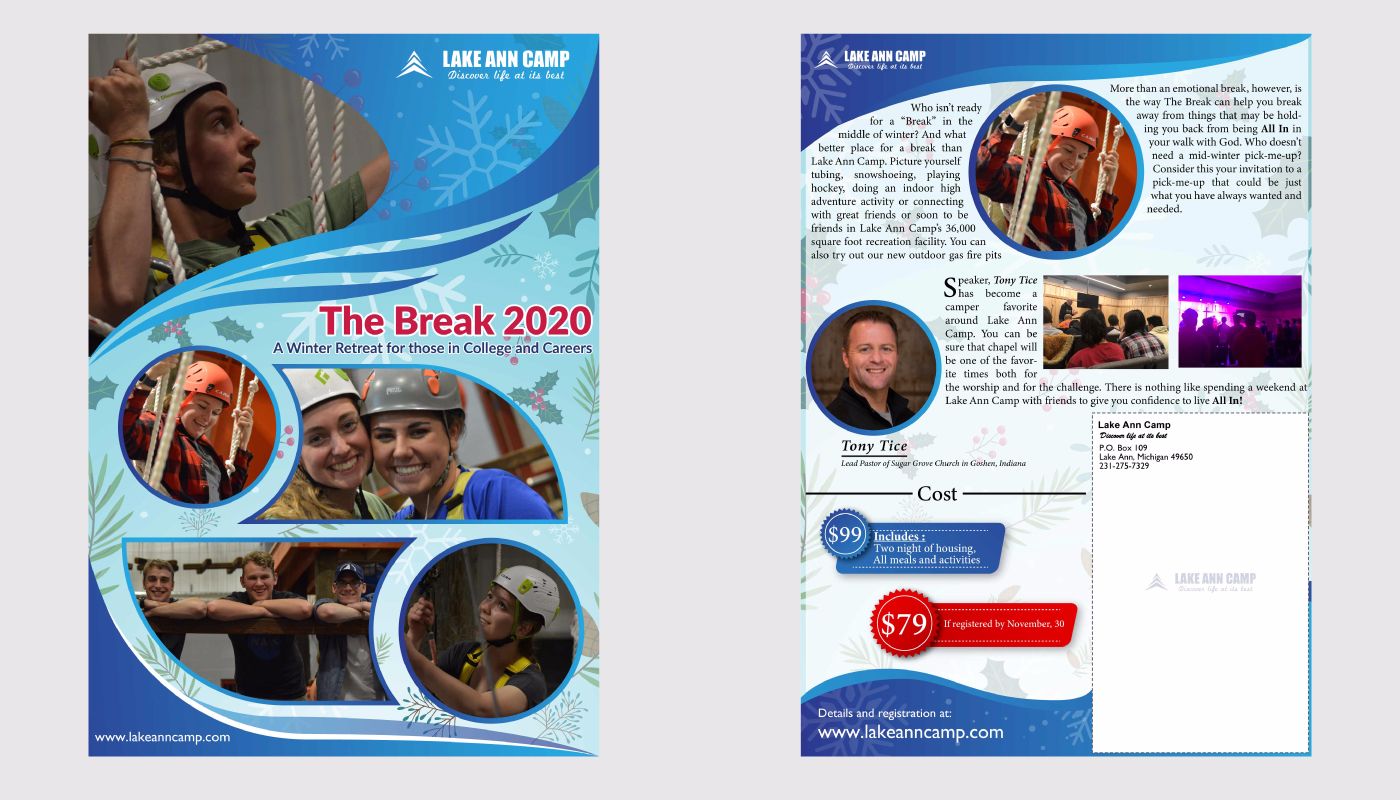 LAKE ANN CAMP
Discover life at its best
The Break 2020
A Winter Retreat for those in College and Careers
www.lakeanncamp.com
LAKE ANN CAMP
Discover life at its best
Who isn't ready
for a “Break” in the
middle of winter? And what
better place for a break than
Lake Ann Camp. Picture yourself
tubing, snowshoeing, playing
hockey, doing an indoor high
adventure activity or connecting
with great friends or soon to be
friends in Lake Ann Camp's 36,000
square foot recreation facility. You can
also try out our new outdoor gas fire pits
More than an emotional break, however, is
the way The Break can help you break
away from things that may be hold-
ing you back from being All In in
your walk with God. Who doesn't
need a mid-winter pick-me-up?
Consider this your invitation to a
pick-me-up that could be just
what you have always wanted and
needed.
Speaker, Tony Tice
has become a
camper favorite
around Lake Ann
Camp. You can be
sure that chapel will
be one of the favor-
ite times both for
the worship and for the challenge. There is nothing like spending a weekend at
Lake Ann Camp with friends to give you confidence to live All In!
Tony Tice
Lead Pastor of Sugar Grove Church in Goshen, Indiana
Cost
$99
Includes :
Two night of housing,
All meals and activities
$79
If registered by November, 30
Details and registration at:
www.lakeanncamp.com
Lake Ann Camp
Discover life at its best
P.O. Box 109
Lake Ann, Michigan 49650
231-275-7329
LAKE ANN CAMP
Discover life at its best